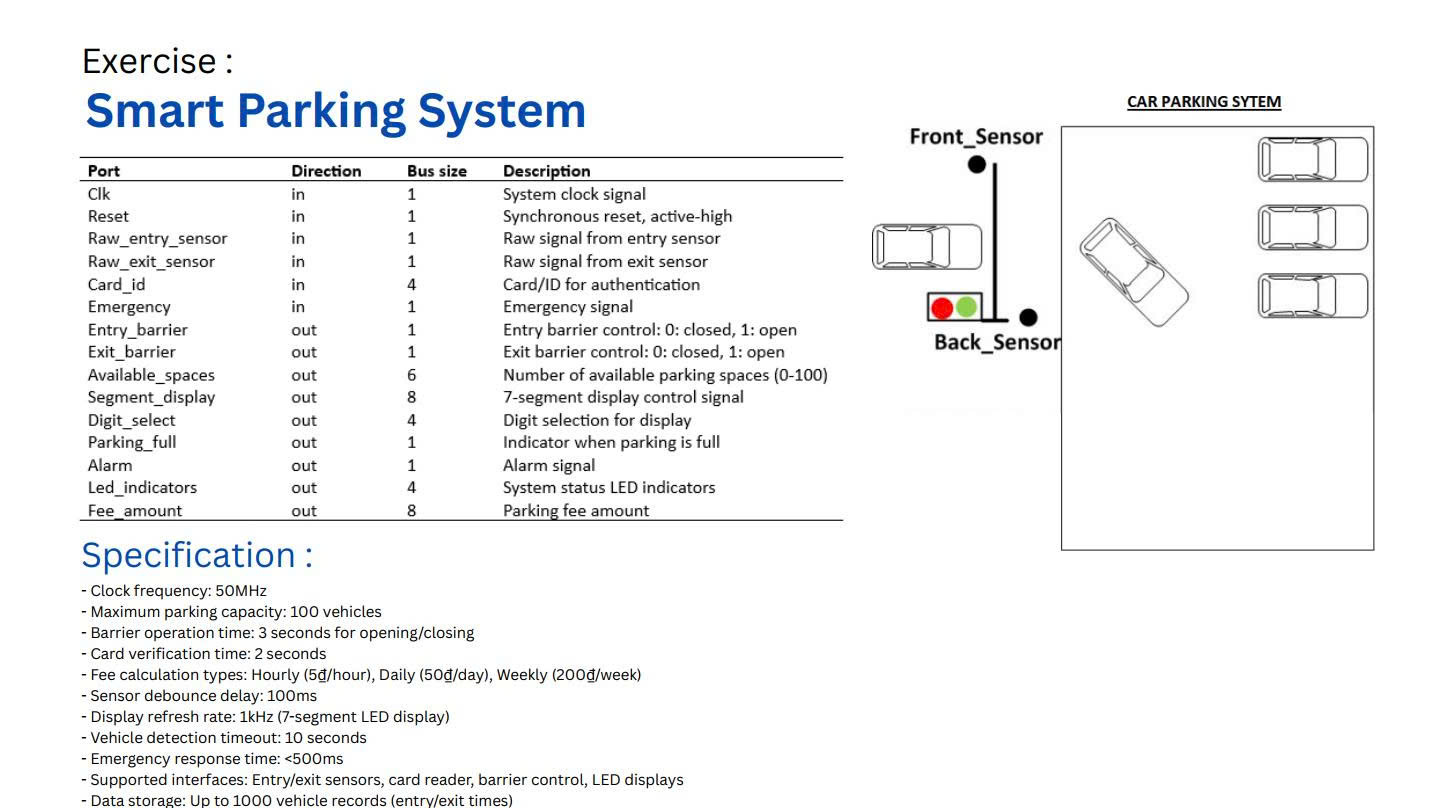 Exercise :
Smart Parking System
Port Direction Bus size Description
Clk in 1 System clock signal
Reset in 1 Synchronous reset, active-high
Raw_entry_sensor in 1 Raw signal from entry sensor
Raw_exit_sensor in 1 Raw signal from exit sensor
Card_id in 4 Card/ID for authentication
Emergency in 1 Emergency signal
Entry_barrier out 1 Entry barrier control: 0: closed, 1: open
Exit_barrier out 1 Exit barrier control: 0: closed, 1: open
Available_spaces out 6 Number of available parking spaces (0-100)
Segment_display out 8 7-segment display control signal
Digit_select out 4 Digit selection for display
Parking_full out 1 Indicator when parking is full
Alarm out 1 Alarm signal
Led_indicators out 4 System status LED indicators
Fee_amount out 8 Parking fee amount
CAR PARKING SYTEM
Front_Sensor
Back_Sensor
Specification :
- Clock frequency: 50MHz
- Maximum parking capacity: 100 vehicles
- Barrier operation time: 3 seconds for opening/closing
- Card verification time: 2 seconds
- Fee calculation types: Hourly (5₫/hour), Daily (50₫/day), Weekly (200₫/week)
- Sensor debounce delay: 100ms
- Display refresh rate: 1kHz (7-segment LED display)
- Vehicle detection timeout: 10 seconds
- Emergency response time: <500ms
- Supported interfaces: Entry/exit sensors, card reader, barrier control, LED displays
- Data storage: Up to 1000 vehicle records (entry/exit times)